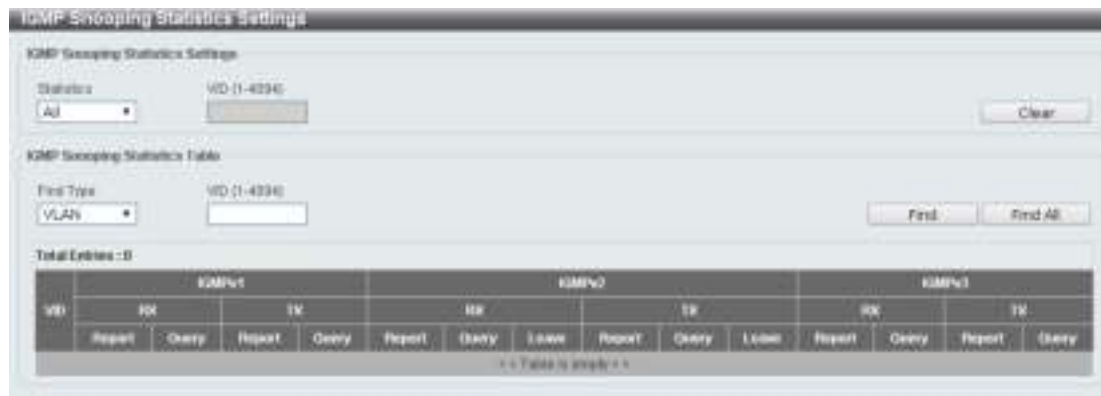 IGMP Snooping Statistics Settings
IGMP Snooping Statistics Settings
Statistics VID (1-4094)
All Clear
IGMP Snooping Statistics Table
Find Type VID (1-4094)
VLAN Find Find All
Total Entries : 0
IGMPv1 IGMPv2 IGMPv3
VID RX TX RX TX RX TX
Report Query Report Query Report Query Leave Report Query Leave Report Query Report Query
< < Table is empty < <